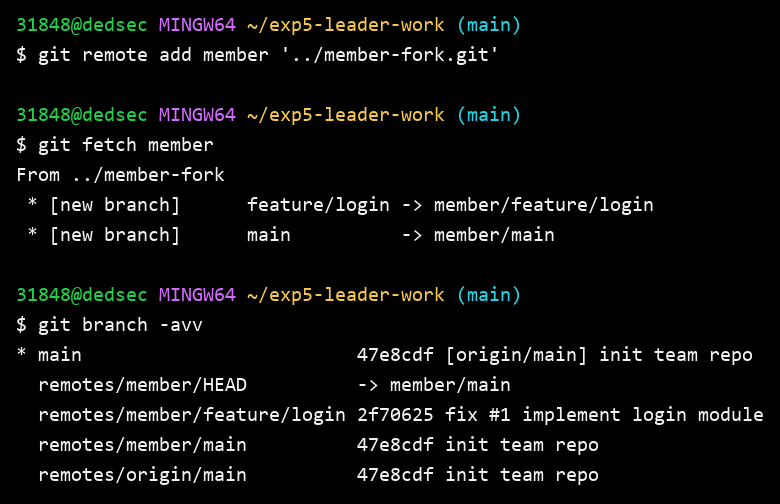 31848@dedsec MINGW64 ~/exp5-leader-work (main)
$ git remote add member '../member-fork.git'
31848@dedsec MINGW64 ~/exp5-leader-work (main)
$ git fetch member
From ../member-fork
 * [new branch]      feature/login -> member/feature/login
 * [new branch]      main          -> member/main
31848@dedsec MINGW64 ~/exp5-leader-work (main)
$ git branch -avv
* main                         47e8cdf [origin/main] init team repo
  remotes/member/HEAD          -> member/main
  remotes/member/feature/login 2f70625 fix #1 implement login module
  remotes/member/main          47e8cdf init team repo
  remotes/origin/main          47e8cdf init team repo